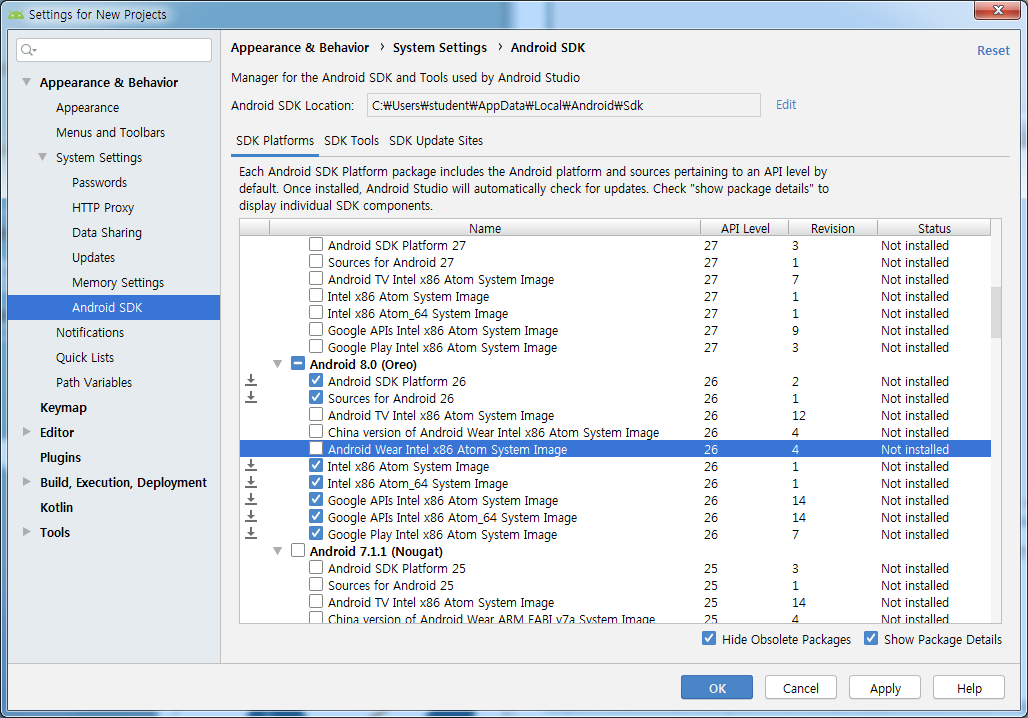 Settings for New Projects
Appearance & Behavior › System Settings › Android SDK
Reset
Appearance & Behavior
Appearance
Menus and Toolbars
System Settings
Passwords
HTTP Proxy
Data Sharing
Updates
Memory Settings
Android SDK
Notifications
Quick Lists
Path Variables
Keymap
Editor
Plugins
Build, Execution, Deployment
Kotlin
Tools
Manager for the Android SDK and Tools used by Android Studio
Android SDK Location: C:₩Users₩student₩AppData₩Local₩Android₩Sdk Edit
SDK Platforms SDK Tools SDK Update Sites
Each Android SDK Platform package includes the Android platform and sources pertaining to an API level by
default. Once installed, Android Studio will automatically check for updates. Check "show package details" to
display individual SDK components.
Name API Level Revision Status
Android SDK Platform 27 27 3 Not installed
Sources for Android 27 27 1 Not installed
Android TV Intel x86 Atom System Image 27 7 Not installed
Intel x86 Atom System Image 27 1 Not installed
Intel x86 Atom_64 System Image 27 1 Not installed
Google APIs Intel x86 Atom System Image 27 9 Not installed
Google Play Intel x86 Atom System Image 27 3 Not installed
Android 8.0 (Oreo)
Android SDK Platform 26 26 2 Not installed
Sources for Android 26 26 1 Not installed
Android TV Intel x86 Atom System Image 26 12 Not installed
China version of Android Wear Intel x86 Atom System Image 26 4 Not installed
Android Wear Intel x86 Atom System Image 26 4 Not installed
Intel x86 Atom System Image 26 1 Not installed
Intel x86 Atom_64 System Image 26 1 Not installed
Google APIs Intel x86 Atom System Image 26 14 Not installed
Google APIs Intel x86 Atom_64 System Image 26 14 Not installed
Google Play Intel x86 Atom System Image 26 7 Not installed
Android 7.1.1 (Nougat)
Android SDK Platform 25 25 3 Not installed
Sources for Android 25 25 1 Not installed
Android TV Intel x86 Atom System Image 25 14 Not installed
China version of Android Wear ARM EABI v7a System Image 25 4 Not installed
Hide Obsolete Packages Show Package Details
OK Cancel Apply Help